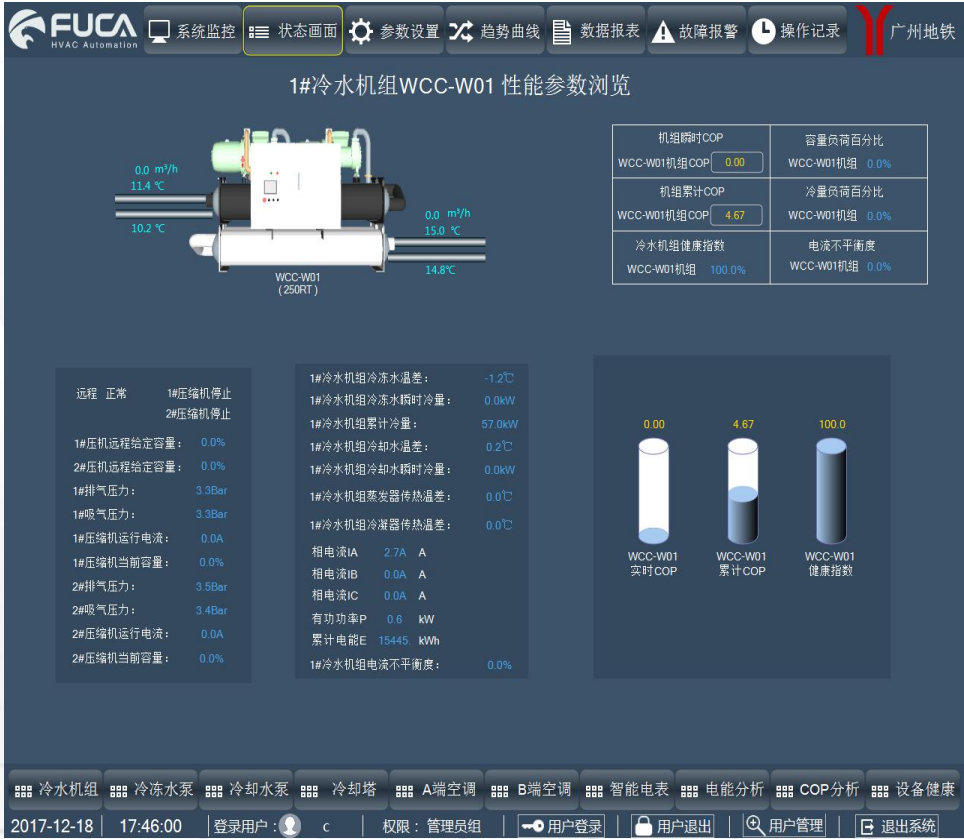 FUCA
HVAC Automation
系统监控 状态画面 参数设置 趋势曲线 数据报表 故障报警 操作记录 广州地铁
1#冷水机组WCC-W01 性能参数浏览
0.0 m³/h
11.4 ℃
10.2 ℃
0.0 m³/h
15.0 ℃
14.8℃
WCC-W01
(250RT)
机组瞬时COP 容量负荷百分比
WCC-W01机组COP 0.00 WCC-W01机组 0.0%
机组累计COP 冷量负荷百分比
WCC-W01机组COP 4.67 WCC-W01机组 0.0%
冷水机组健康指数 电流不平衡度
WCC-W01机组 100.0% WCC-W01机组 0.0%
远程 正常 1#压缩机停止
2#压缩机停止
1#压机远程给定容量: 0.0%
2#压机远程给定容量: 0.0%
1#排气压力: 3.3Bar
1#吸气压力: 3.3Bar
1#压缩机运行电流: 0.0A
1#压缩机当前容量: 0.0%
2#排气压力: 3.5Bar
2#吸气压力: 3.4Bar
2#压缩机运行电流: 0.0A
2#压缩机当前容量: 0.0%
1#冷水机组冷冻水温差: -1.2℃
1#冷水机组冷冻水瞬时冷量: 0.0kW
1#冷水机组累计冷量: 57.0kW
1#冷水机组冷却水温差: 0.2℃
1#冷水机组冷却水瞬时冷量: 0.0kW
1#冷水机组蒸发器传热温差: 0.0℃
1#冷水机组冷凝器传热温差: 0.0℃
相电流IA 2.7A A
相电流IB 0.0A A
相电流IC 0.0A A
有功功率P 0.6 kW
累计电能E 15445. kWh
1#冷水机组电流不平衡度: 0.0%
0.00 4.67 100.0
WCC-W01 WCC-W01 WCC-W01
实时COP 累计COP 健康指数
冷水机组 冷冻水泵 冷却水泵 冷却塔 A端空调 B端空调 智能电表 电能分析 COP分析 设备健康
2017-12-18 17:46:00 登录用户: c 权限: 管理员组 用户登录 用户退出 用户管理 退出系统